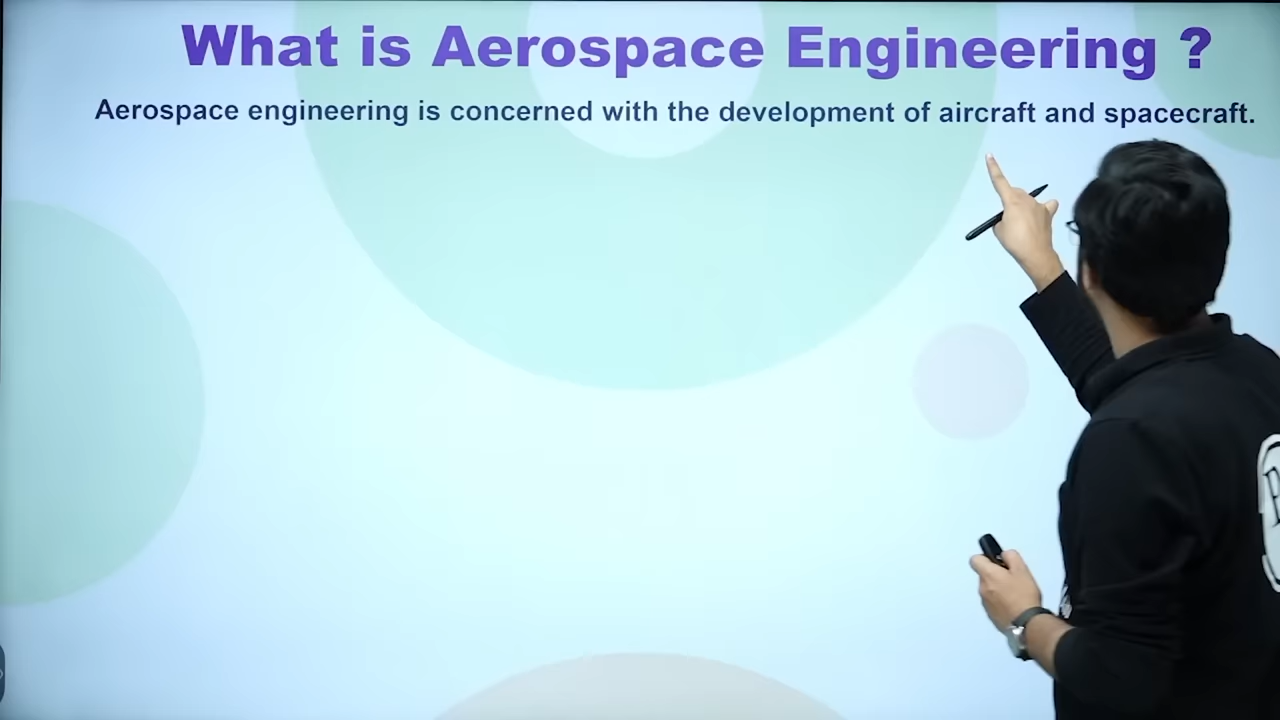 What is Aerospace Engineering ?
Aerospace engineering is concerned with the development of aircraft and spacecraft.